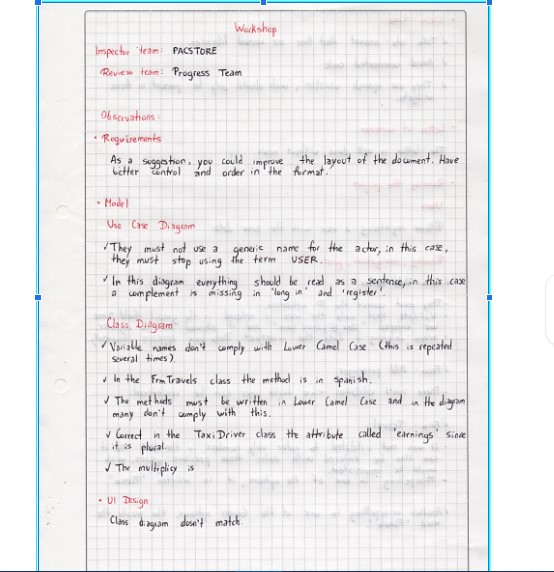 Workshop
Inspector team: PACSTORE
Review team: Progress Team
Observations:
• Requirements
As a suggestion, you could improve the layout of the document. Have
better control and order in the format.
• Model
Use Case Diagram
✓ They must not use a generic name for the actor, in this case,
they must stop using the term USER.
✓ In this diagram everything should be read as a sentence, in this case
a complement is missing in "long in" and "register".
Class Diagram
✓ Variable names don't comply with Lower Camel Case (this is repeated
several times)
✓ In the FrmTravels class the method is in spanish.
✓ The methods must be written in Lower Camel Case and in the diagram
many don't comply with this.
✓ Correct in the TaxiDriver class the attribute called "earnings" since
it is plural.
✓ The multiplicy is
• UI Design
Class diagram doesn't match.